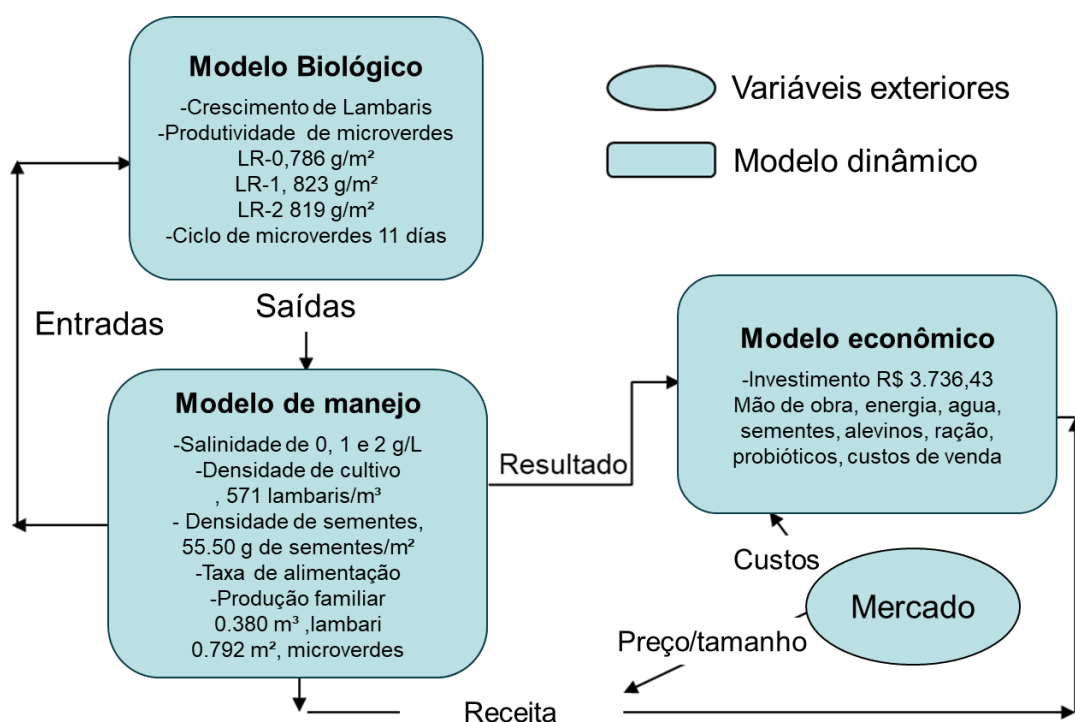 Modelo Biológico
-Crescimento de Lambaris
-Produtividade de microverdes
LR-0,786 g/m²
LR-1, 823 g/m²
LR-2 819 g/m²
-Ciclo de microverdes 11 días
Variáveis exteriores
Modelo dinâmico
Entradas
Saídas
Modelo de manejo
-Salinidade de 0, 1 e 2 g/L
-Densidade de cultivo
, 571 lambaris/m³
- Densidade de sementes,
55.50 g de sementes/m²
-Taxa de alimentação
-Produção familiar
0.380 m³ ,lambari
0.792 m², microverdes
Resultado
Modelo econômico
-Investimento R$ 3.736,43
Mão de obra, energia, agua,
sementes, alevinos, ração,
probióticos, custos de venda
Custos
Mercado
Preço/tamanho
Receita